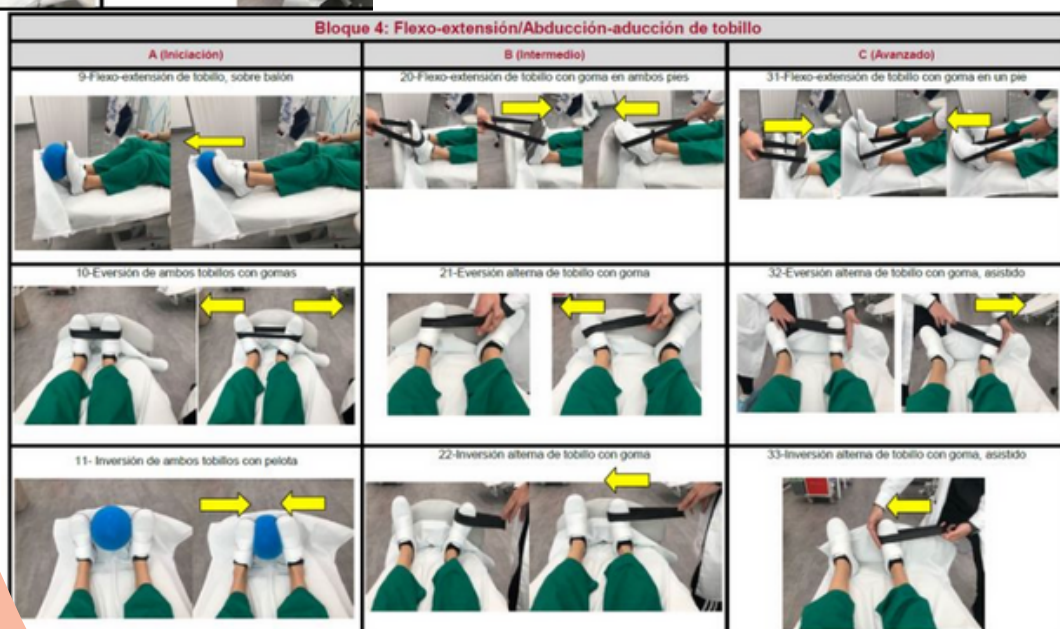 Bloque 4: Flexo-extensión/Abducción-aducción de tobillo
A (Iniciación)
B (Intermedio)
C (Avanzado)
9-Flexo-extensión de tobillo, sobre balón
20-Flexo-extensión de tobillo con goma en ambos pies
31-Flexo-extensión de tobillo con goma en un pie
10-Eversión de ambos tobillos con gomas
21-Eversión alterna de tobillo con goma
32-Eversión alterna de tobillo con goma, asistido
11- Inversión de ambos tobillos con pelota
22-Inversión alterna de tobillo con goma
33-Inversión alterna de tobillo con goma, asistido